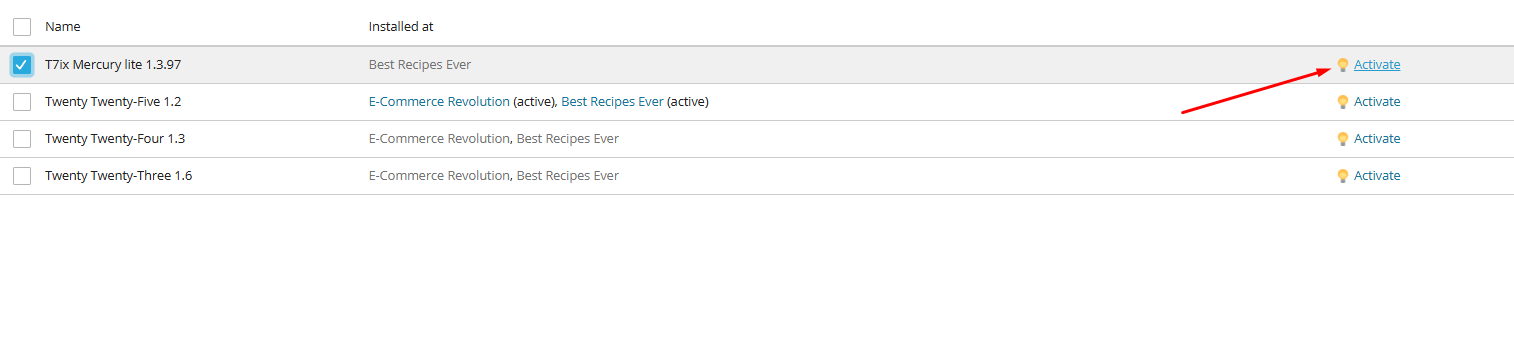 Name Installed at
T7ix Mercury lite 1.3.97 Best Recipes Ever Activate
Twenty Twenty-Five 1.2 E-Commerce Revolution (active), Best Recipes Ever (active) Activate
Twenty Twenty-Four 1.3 E-Commerce Revolution, Best Recipes Ever Activate
Twenty Twenty-Three 1.6 E-Commerce Revolution, Best Recipes Ever Activate